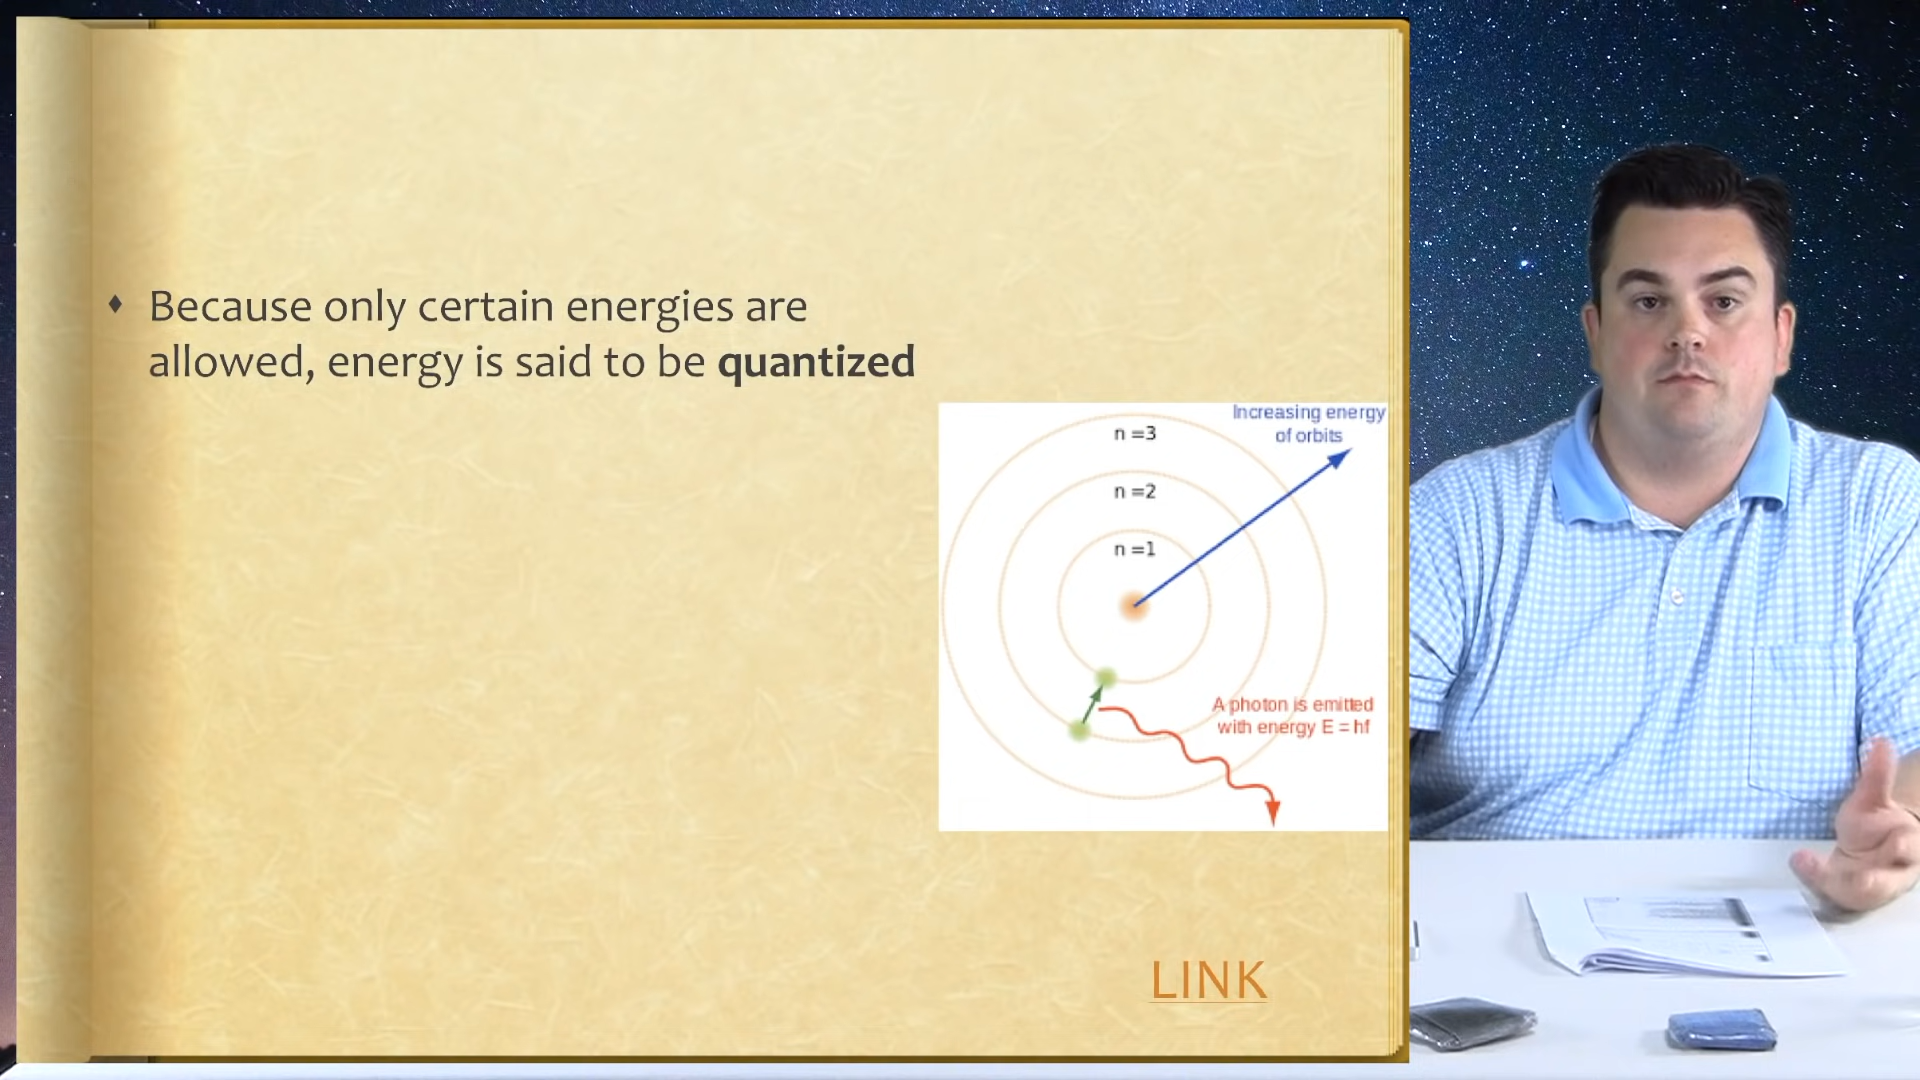 Because only certain energies are
allowed, energy is said to be quantized
Increasing energy
of orbits
n =3
n =2
n =1
A photon is emitted
with energy E = hf
LINK